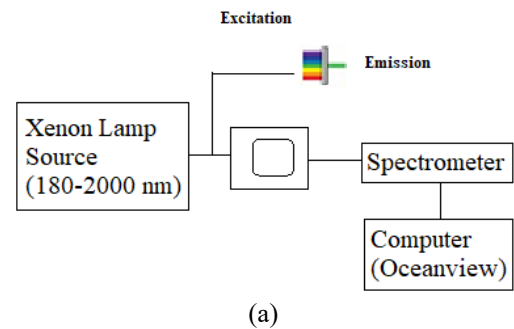 Excitation
Emission
Xenon Lamp
Source
(180-2000 nm)
Spectrometer
Computer
(Oceanview)
(a)